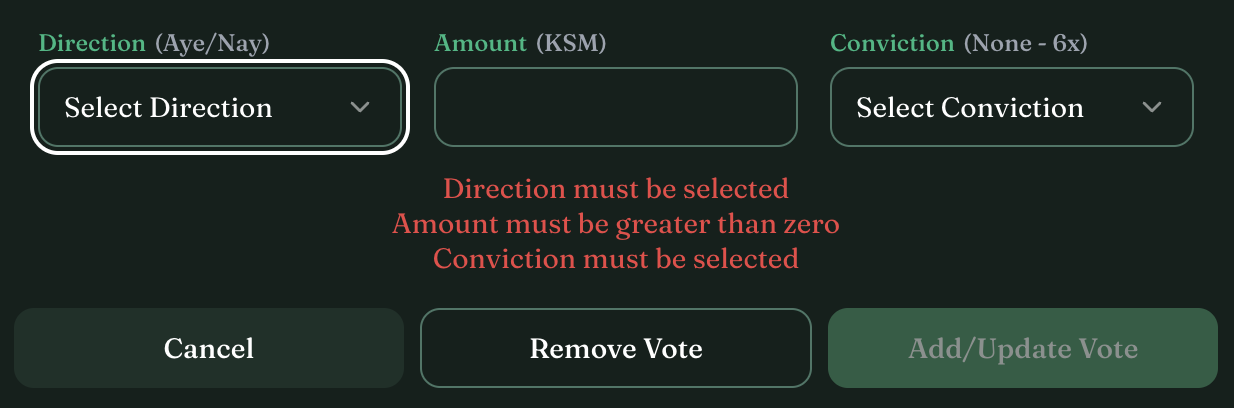 Direction (Aye/Nay)
Amount (KSM)
Conviction (None - 6x)
Select Direction
Select Conviction
Direction must be selected
Amount must be greater than zero
Conviction must be selected
Cancel
Remove Vote
Add/Update Vote